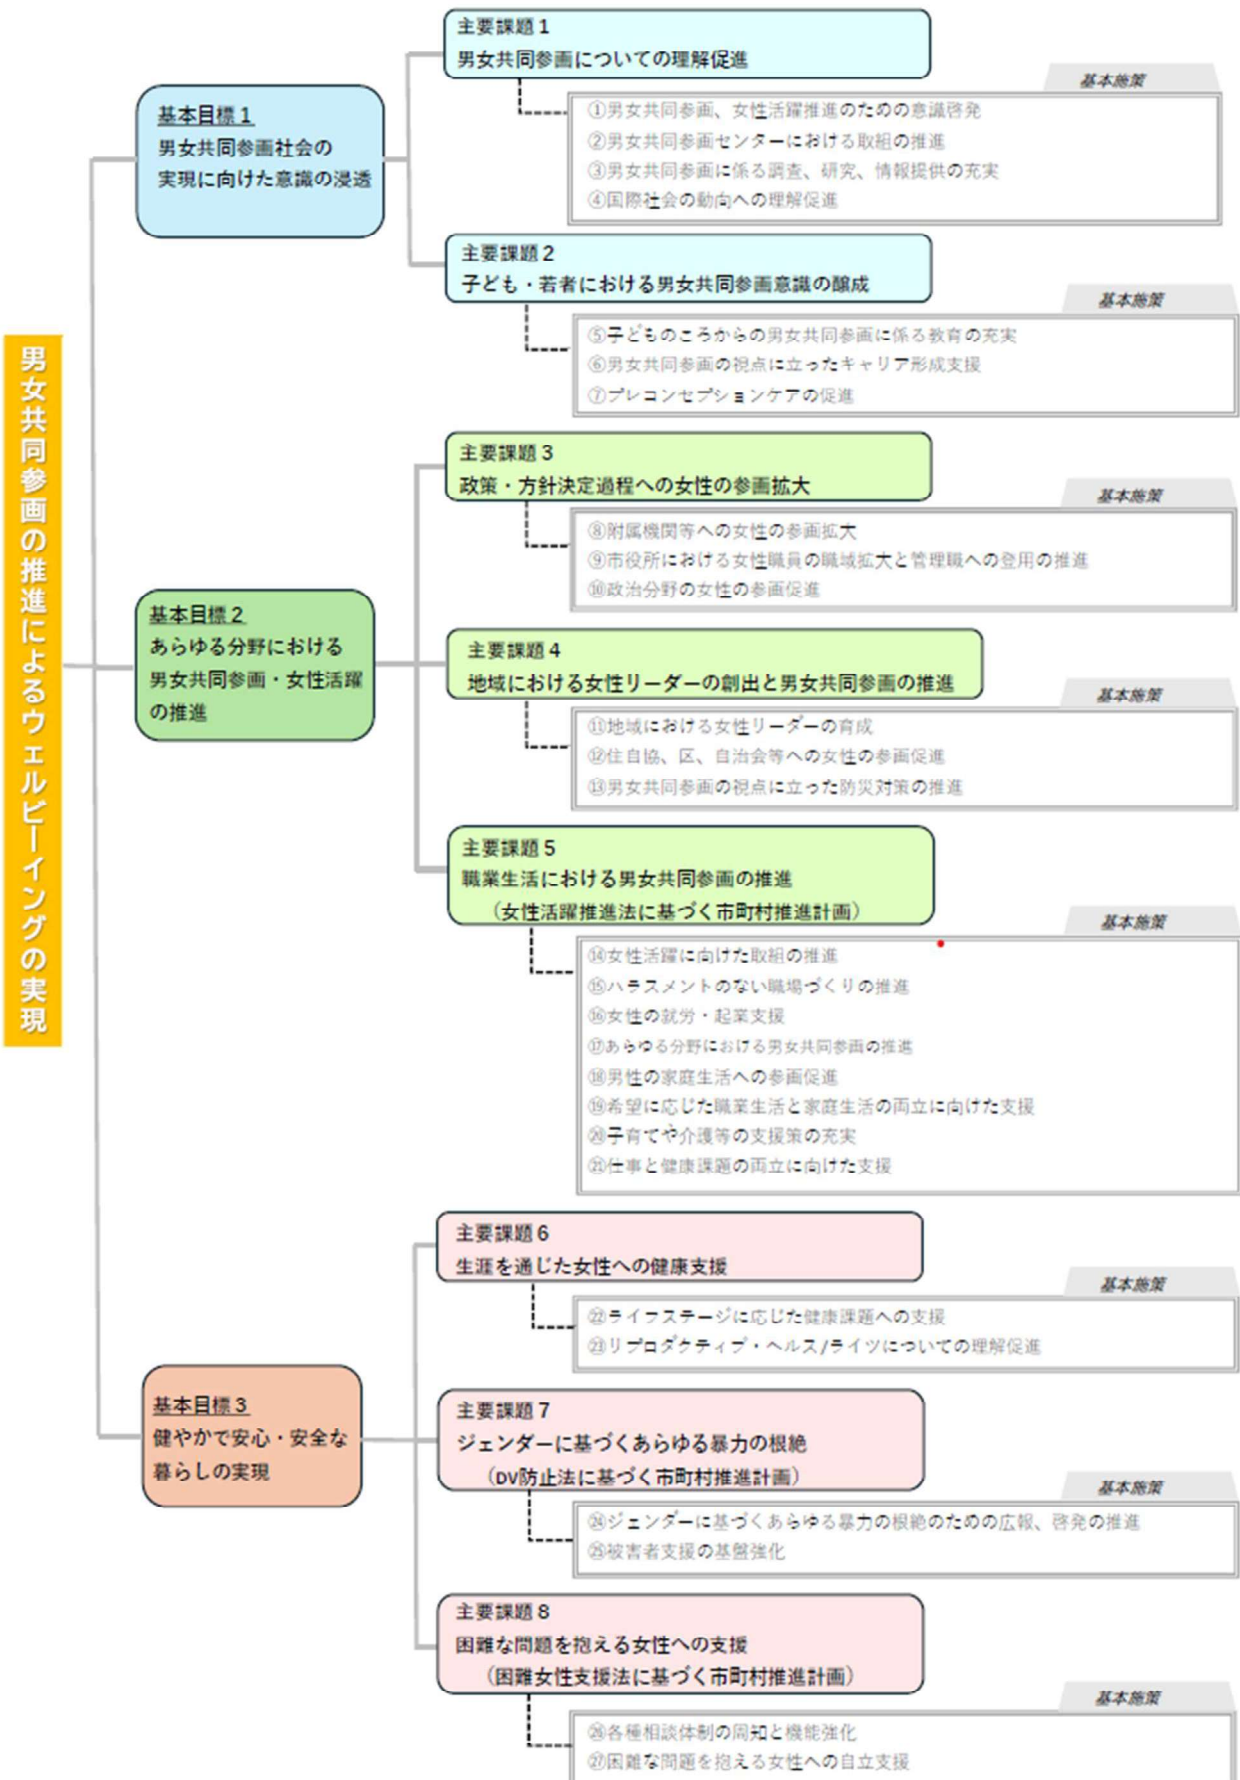 男女共同参画の推進によるウェルビーイングの実現
基本目標１
男女共同参画社会の
実現に向けた意識の浸透
主要課題１
男女共同参画についての理解促進
基本施策
①男女共同参画、女性活躍推進のための意識啓発
②男女共同参画センターにおける取組の推進
③男女共同参画に係る調査、研究、情報提供の充実
④国際社会の動向への理解促進
主要課題２
子ども・若者における男女共同参画意識の醸成
基本施策
⑤子どものころからの男女共同参画に係る教育の充実
⑥男女共同参画の視点に立ったキャリア形成支援
⑦プレコンセプションケアの促進
基本目標２
あらゆる分野における
男女共同参画・女性活躍
の推進
主要課題３
政策・方針決定過程への女性の参画拡大
基本施策
⑧附属機関等への女性の参画拡大
⑨市役所における女性職員の職域拡大と管理職への登用の推進
⑩政治分野の女性の参画促進
主要課題４
地域における女性リーダーの創出と男女共同参画の推進
基本施策
⑪地域における女性リーダーの育成
⑫住自協、区、自治会等への女性の参画促進
⑬男女共同参画の視点に立った防災対策の推進
主要課題５
職業生活における男女共同参画の推進
（女性活躍推進法に基づく市町村推進計画）
基本施策
⑭女性活躍に向けた取組の推進
⑮ハラスメントのない職場づくりの推進
⑯女性の就労・起業支援
⑰あらゆる分野における男女共同参画の推進
⑱男性の家庭生活への参画促進
⑲希望に応じた職業生活と家庭生活の両立に向けた支援
⑳子育てや介護等の支援策の充実
㉑仕事と健康課題の両立に向けた支援
基本目標３
健やかで安心・安全な
暮らしの実現
主要課題６
生涯を通じた女性への健康支援
基本施策
㉒ライフステージに応じた健康課題への支援
㉓リプロダクティブ・ヘルス/ライツについての理解促進
主要課題７
ジェンダーに基づくあらゆる暴力の根絶
（DV防止法に基づく市町村推進計画）
基本施策
㉔ジェンダーに基づくあらゆる暴力の根絶のための広報、啓発の推進
㉕被害者支援の基盤強化
主要課題８
困難な問題を抱える女性への支援
（困難女性支援法に基づく市町村推進計画）
基本施策
㉖各種相談体制の周知と機能強化
㉗困難な問題を抱える女性への自立支援